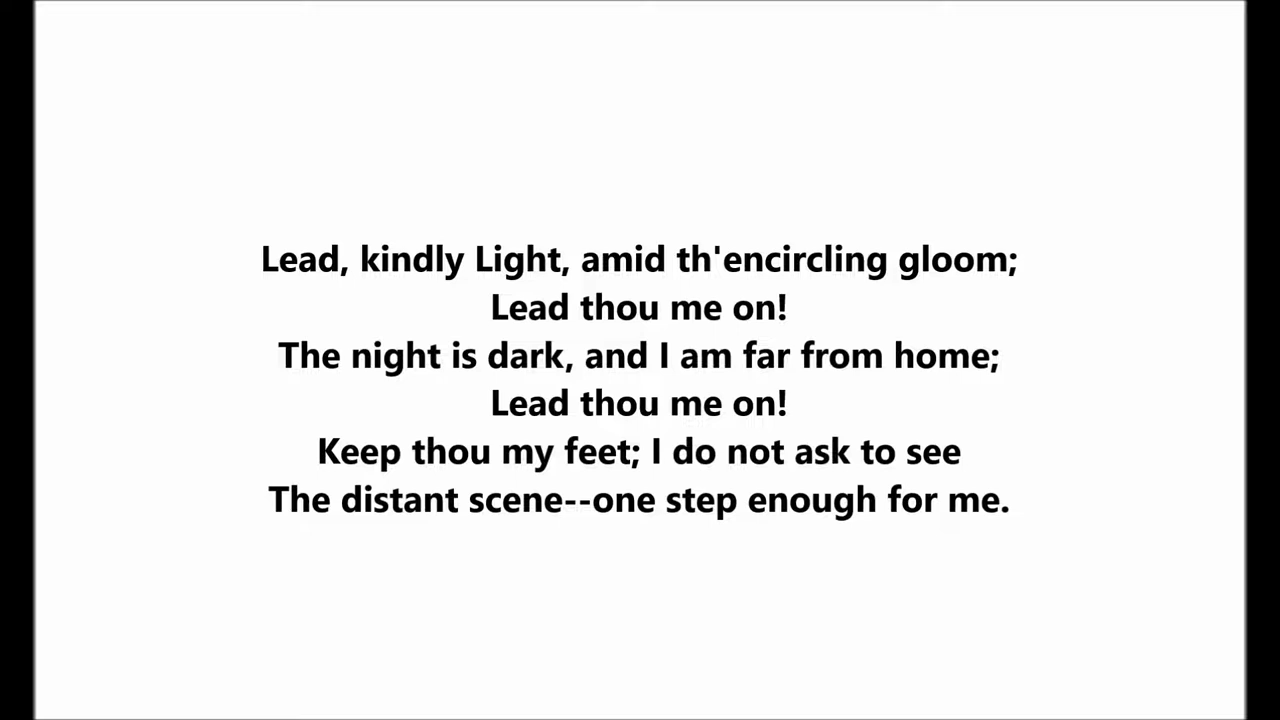 Lead, kindly Light, amid th'encircling gloom;
Lead thou me on!
The night is dark, and I am far from home;
Lead thou me on!
Keep thou my feet; I do not ask to see
The distant scene--one step enough for me.